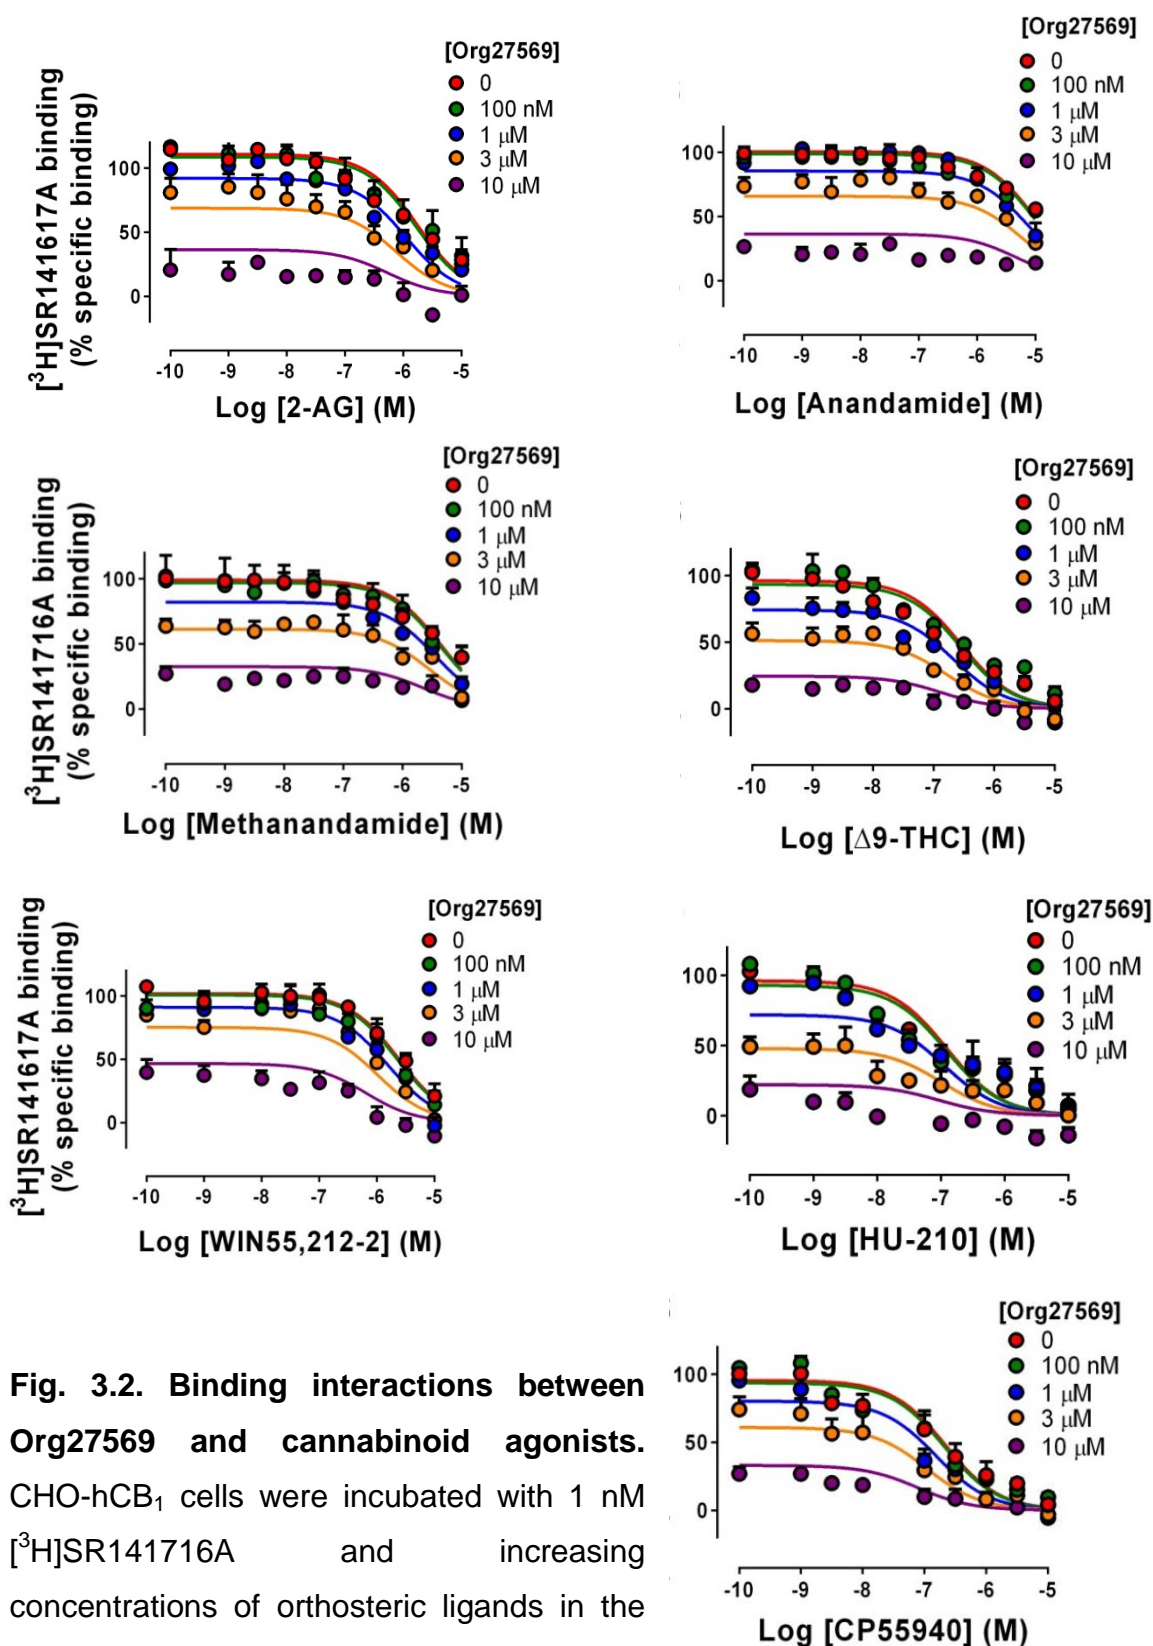 [Org27569]
0
100 nM
1 μM
3 μM
10 μM
[³H]SR141617A binding
(% specific binding)
100
50
0
-10 -9 -8 -7 -6 -5
Log [2-AG] (M)
[Org27569]
0
100 nM
1 μM
3 μM
10 μM
100
50
0
-10 -9 -8 -7 -6 -5
Log [Anandamide] (M)
[Org27569]
0
100 nM
1 μM
3 μM
10 μM
[³H]SR141716A binding
(% specific binding)
100
50
0
-10 -9 -8 -7 -6 -5
Log [Methanandamide] (M)
[Org27569]
0
100 nM
1 μM
3 μM
10 μM
100
50
0
-10 -9 -8 -7 -6 -5
Log [Δ9-THC] (M)
[Org27569]
0
100 nM
1 μM
3 μM
10 μM
[³H]SR141617A binding
(% specific binding)
100
50
0
-10 -9 -8 -7 -6 -5
Log [WIN55,212-2] (M)
[Org27569]
0
100 nM
1 μM
3 μM
10 μM
100
50
0
-10 -9 -8 -7 -6 -5
Log [HU-210] (M)
[Org27569]
0
100 nM
1 μM
3 μM
10 μM
100
50
0
-10 -9 -8 -7 -6 -5
Log [CP55940] (M)
Fig. 3.2. Binding interactions between
Org27569 and cannabinoid agonists.
CHO-hCB₁ cells were incubated with 1 nM
[³H]SR141716A and increasing
concentrations of orthosteric ligands in the